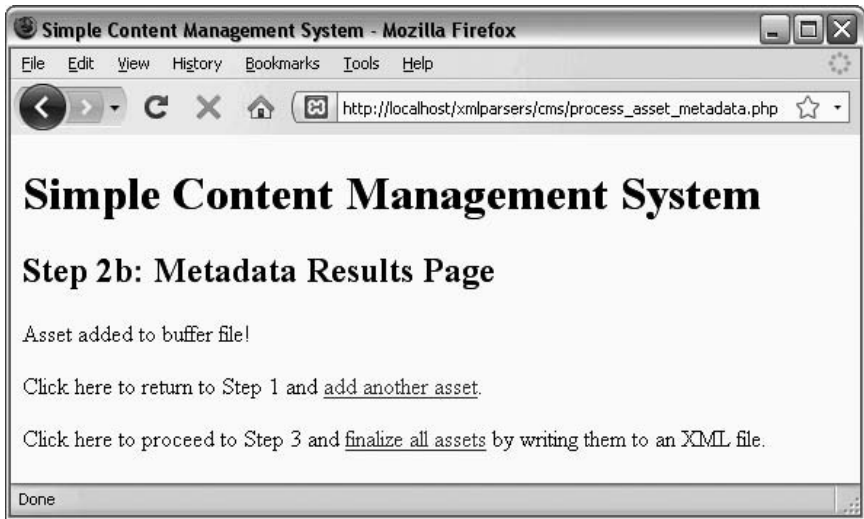 Simple Content Management System - Mozilla Firefox
File Edit View History Bookmarks Tools Help
http://localhost/xmlparsers/cms/process_asset_metadata.php
Simple Content Management System
Step 2b: Metadata Results Page
Asset added to buffer file!
Click here to return to Step 1 and add another asset.
Click here to proceed to Step 3 and finalize all assets by writing them to an XML file.
Done